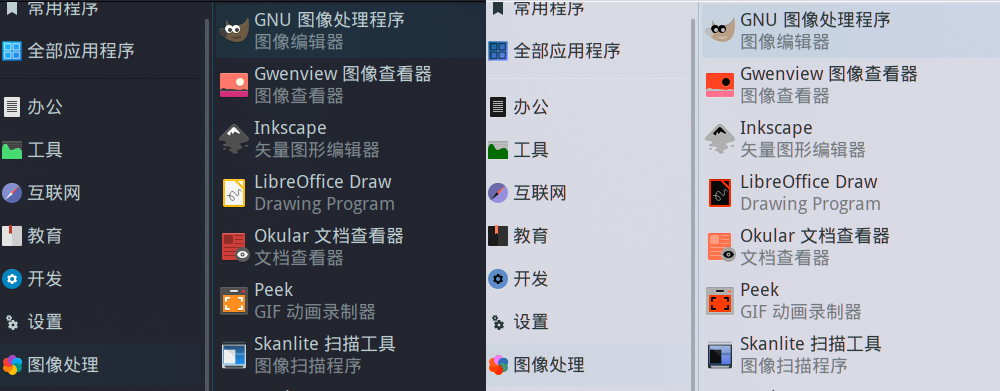 常用程序
全部应用程序
办公
工具
互联网
教育
开发
设置
图像处理
GNU 图像处理程序
图像编辑器
Gwenview 图像查看器
图像查看器
Inkscape
矢量图形编辑器
LibreOffice Draw
Drawing Program
Okular 文档查看器
文档查看器
Peek
GIF 动画录制器
Skanlite 扫描工具
图像扫描程序
常用程序
全部应用程序
办公
工具
互联网
教育
开发
设置
图像处理
GNU 图像处理程序
图像编辑器
Gwenview 图像查看器
图像查看器
Inkscape
矢量图形编辑器
LibreOffice Draw
Drawing Program
Okular 文档查看器
文档查看器
Peek
GIF 动画录制器
Skanlite 扫描工具
图像扫描程序